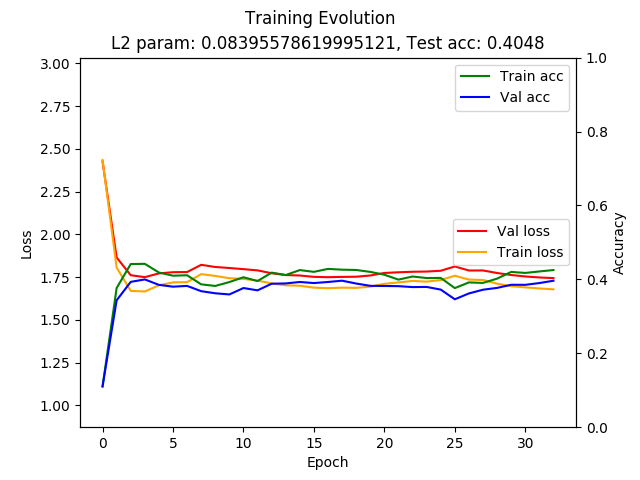 Training Evolution
L2 param: 0.08395578619995121, Test acc: 0.4048
3.00
2.75
2.50
2.25
2.00
1.75
1.50
1.25
1.00
Loss
0
5
10
15
20
25
30
Epoch
1.0
0.8
0.6
0.4
0.2
0.0
Accuracy
Train acc
Val acc
Val loss
Train loss